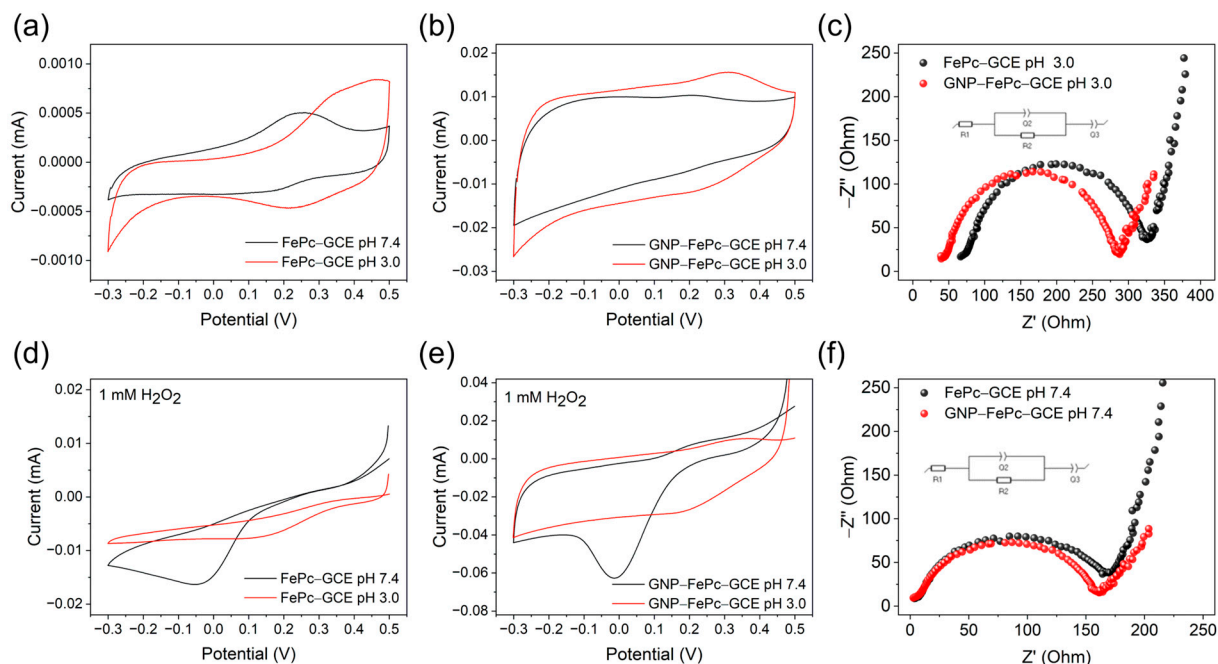 (a)
0.0010
0.0005
0.0000
−0.0005
−0.0010
Current (mA)
FePc–GCE pH 7.4
FePc–GCE pH 3.0
−0.3 −0.2 −0.1 0.0 0.1 0.2 0.3 0.4 0.5
Potential (V)
(b)
0.02
0.01
0.00
−0.01
−0.02
−0.03
Current (mA)
GNP–FePc–GCE pH 7.4
GNP–FePc–GCE pH 3.0
−0.3 −0.2 −0.1 0.0 0.1 0.2 0.3 0.4 0.5
Potential (V)
(c)
250
200
150
100
50
0
−Z" (Ohm)
FePc–GCE pH 3.0
GNP–FePc–GCE pH 3.0
R1
Q2
R2
Q3
0 50 100 150 200 250 300 350 400
Z' (Ohm)
(d)
1 mM H₂O₂
0.02
0.01
0.00
−0.01
−0.02
Current (mA)
FePc–GCE pH 7.4
FePc–GCE pH 3.0
−0.3 −0.2 −0.1 0.0 0.1 0.2 0.3 0.4 0.5
Potential (V)
(e)
1 mM H₂O₂
0.04
0.02
0.00
−0.02
−0.04
−0.06
−0.08
Current (mA)
GNP–FePc–GCE pH 7.4
GNP–FePc–GCE pH 3.0
−0.3 −0.2 −0.1 0.0 0.1 0.2 0.3 0.4 0.5
Potential (V)
(f)
250
200
150
100
50
0
−Z" (Ohm)
FePc–GCE pH 7.4
GNP–FePc–GCE pH 7.4
R1
Q2
R2
Q3
0 50 100 150 200 250
Z' (Ohm)